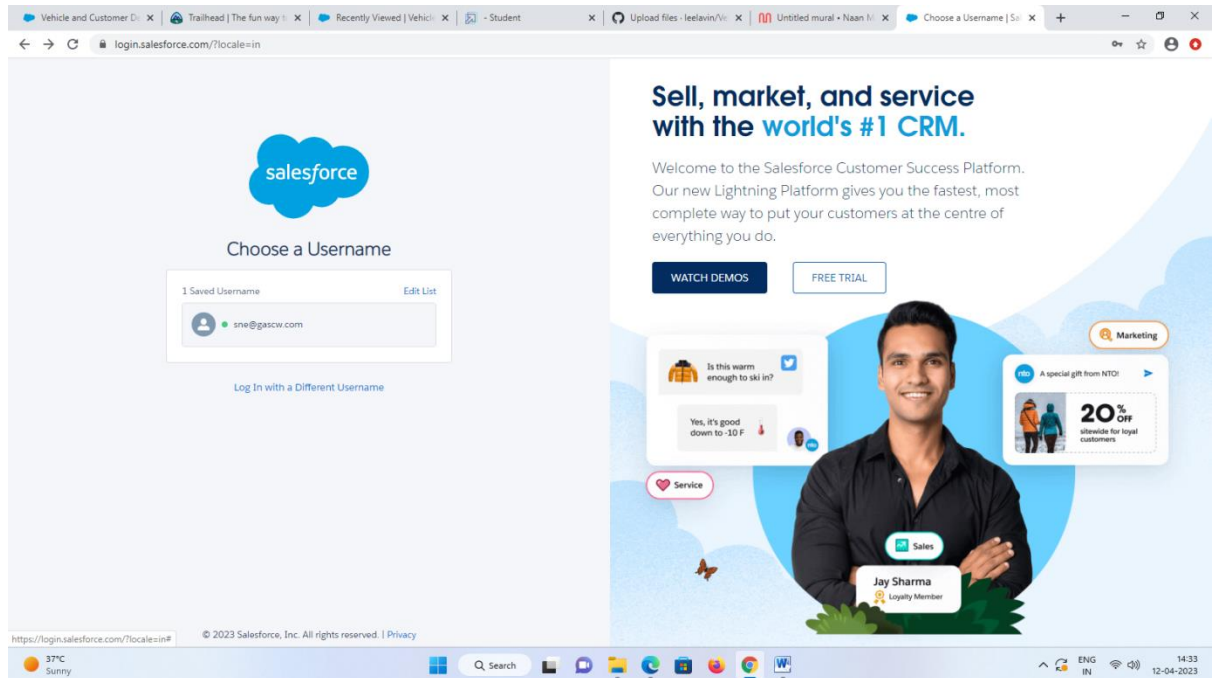 Vehicle and Customer De
Trailhead | The fun way t
Recently Viewed | Vehicle
- Student
Upload files · leelavin/Ve
Untitled mural • Naan M
Choose a Username | Sa
login.salesforce.com/?locale=in
salesforce
Choose a Username
1 Saved Username
Edit List
sne@gascw.com
Log In with a Different Username
© 2023 Salesforce, Inc. All rights reserved. | Privacy
https://login.salesforce.com/?locale=in#
Sell, market, and service
with the world's #1 CRM.
Welcome to the Salesforce Customer Success Platform.
Our new Lightning Platform gives you the fastest, most
complete way to put your customers at the centre of
everything you do.
WATCH DEMOS
FREE TRIAL
Is this warm
enough to ski in?
Yes, it's good
down to -10 F
nto
Service
Marketing
nto
A special gift from NTO!
20% OFF
sitewide for loyal
customers
Sales
Jay Sharma
Loyalty Member
37°C
Sunny
Search
W
ENG
IN
14:33
12-04-2023